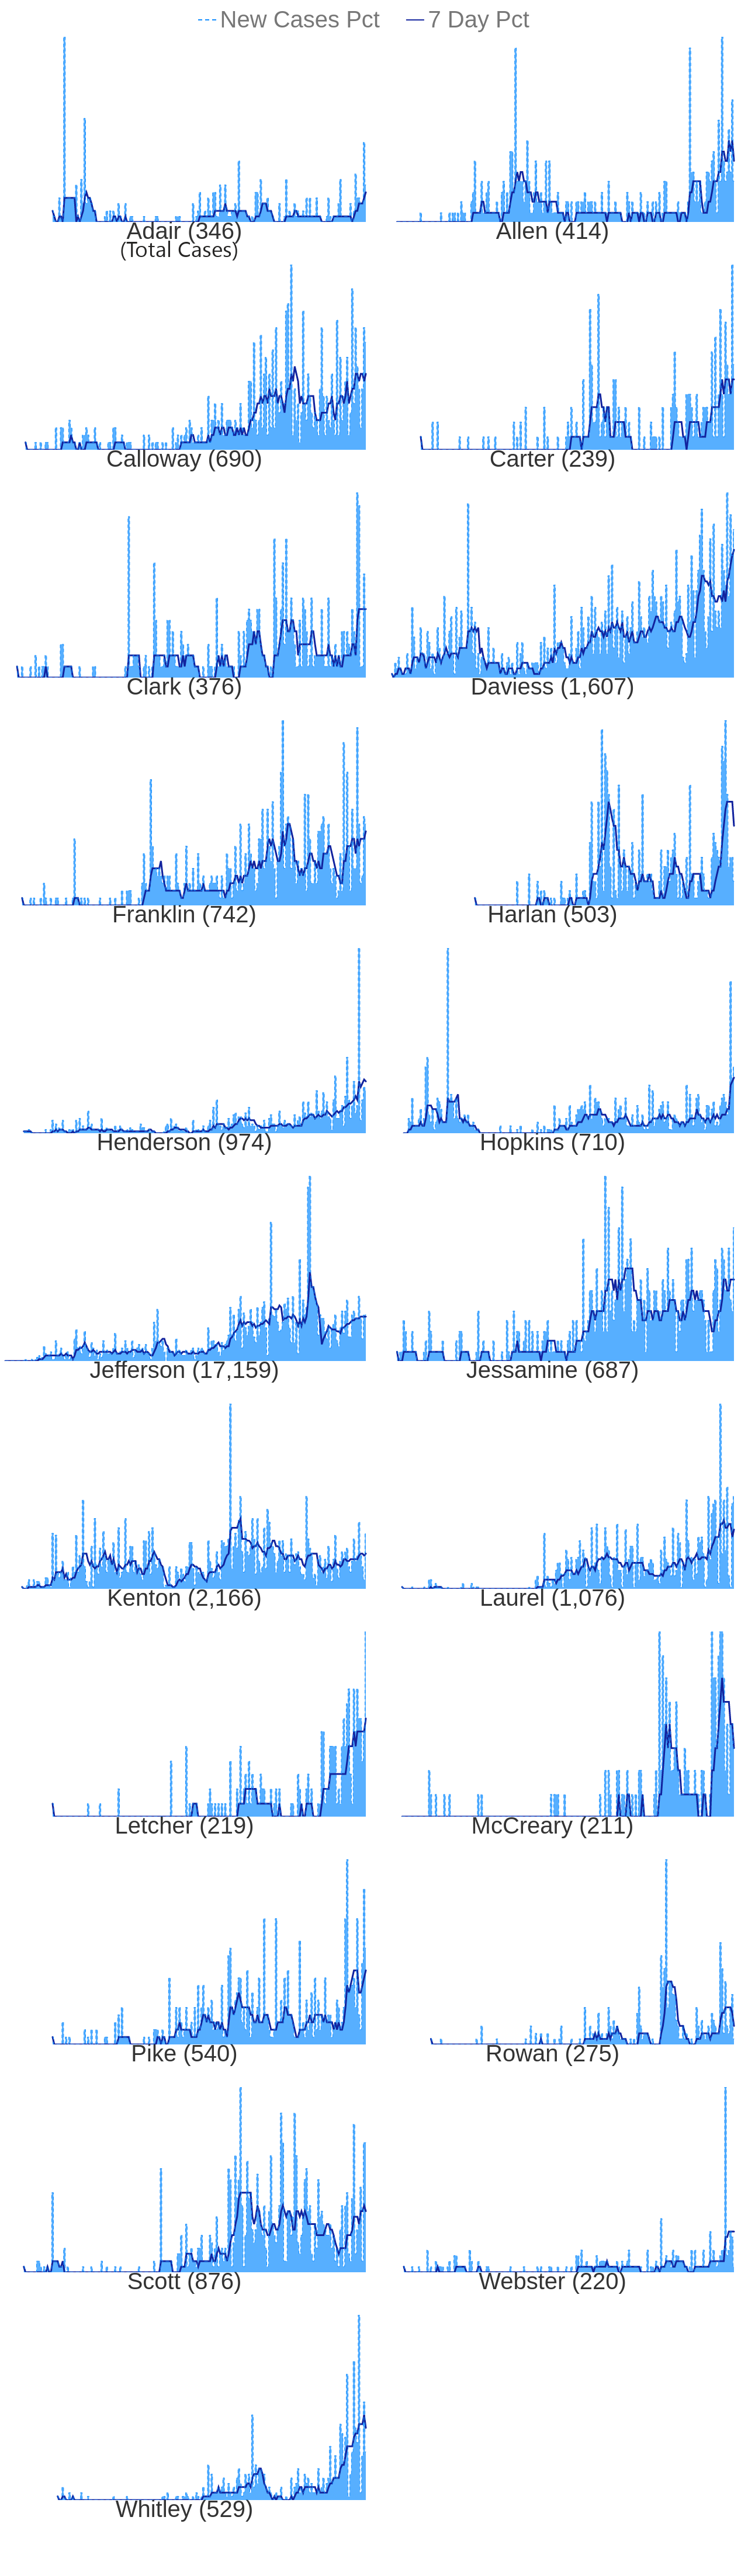 New Cases Pct 7 Day Pct
Adair (346) Allen (414)
(Total Cases)
Calloway (690) Carter (239)
Clark (376) Daviess (1,607)
Franklin (742) Harlan (503)
Henderson (974) Hopkins (710)
Jefferson (17,159) Jessamine (687)
Kenton (2,166) Laurel (1,076)
Letcher (219) McCreary (211)
Pike (540) Rowan (275)
Scott (876) Webster (220)
Whitley (529)